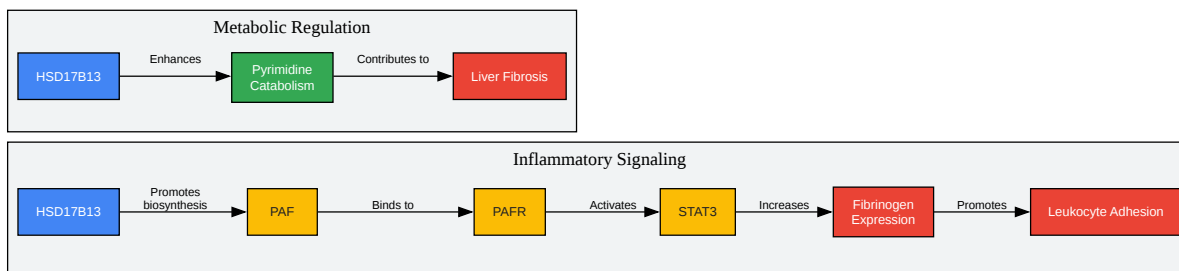 Metabolic Regulation
HSD17B13
Enhances
Pyrimidine
Catabolism
Contributes to
Liver Fibrosis
Inflammatory Signaling
HSD17B13
Promotes
biosynthesis
PAF
Binds to
PAFR
Activates
STAT3
Increases
Fibrinogen
Expression
Promotes
Leukocyte Adhesion